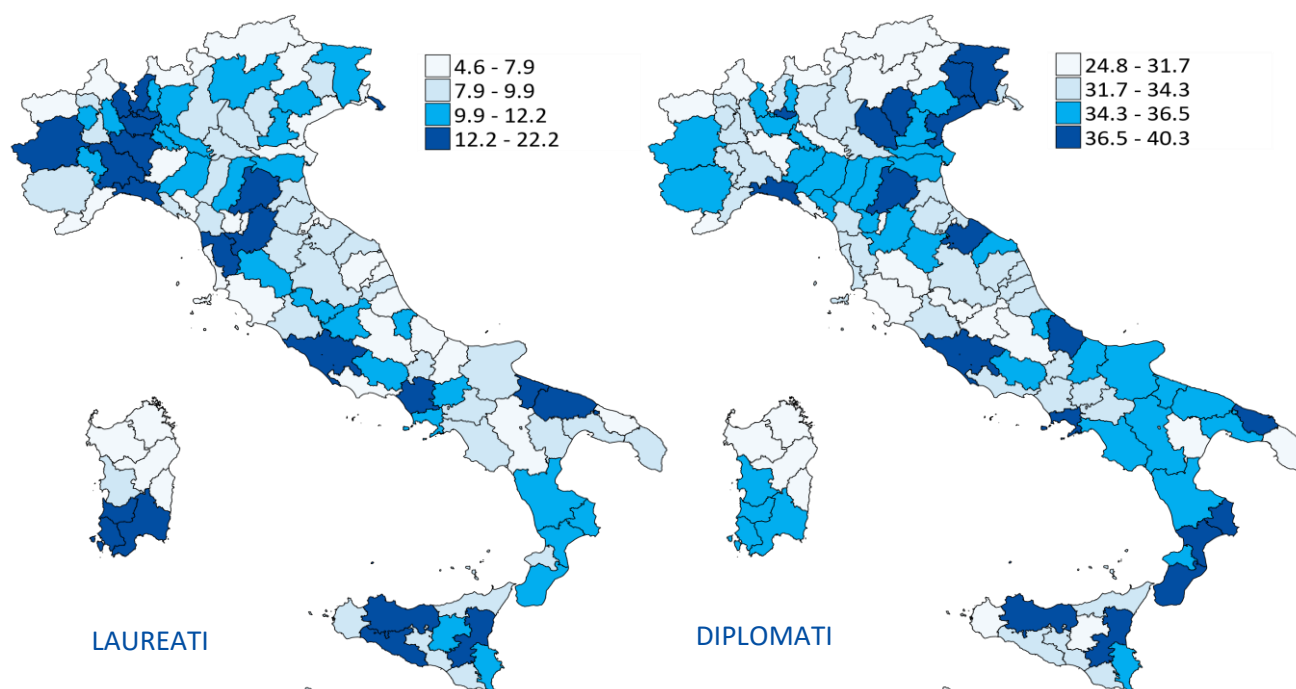 4.6 - 7.9
7.9 - 9.9
9.9 - 12.2
12.2 - 22.2
24.8 - 31.7
31.7 - 34.3
34.3 - 36.5
36.5 - 40.3
LAUREATI
DIPLOMATI